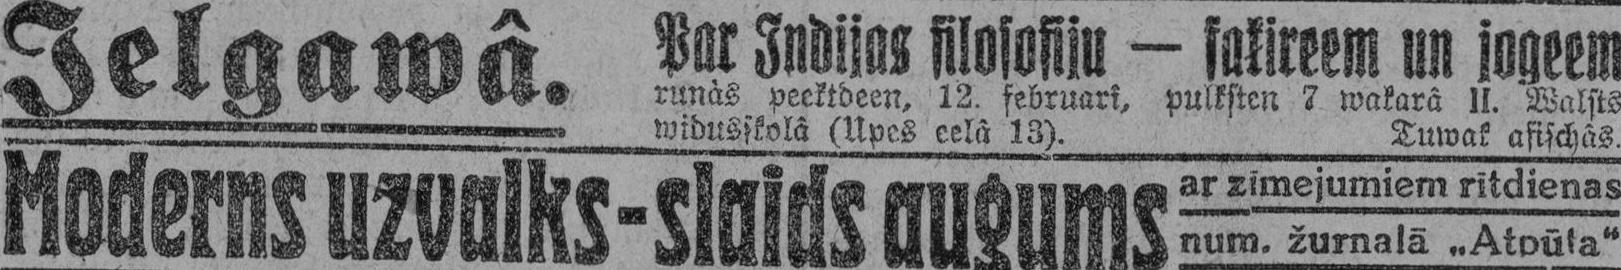 Jelgawâ.
Par Indijas filosofiju — fakireem un jogeem
runàs peektdeen, 12. februarî, pulksten 7 wakarâ II. Walsts
widusskolâ (Upes eelâ 13). Tuwak afischâs.
Moderns uzvalks - slaids augums
ar zīmejumiem rītdienas
num. žurnalā „Atpūta“